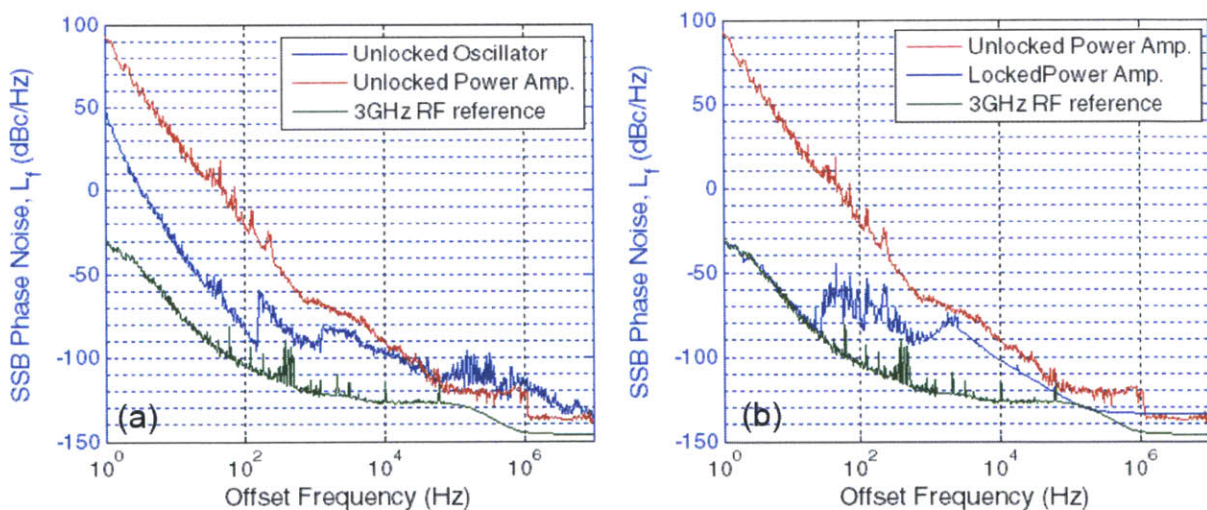 SSB Phase Noise, L_f (dBc/Hz)
100
50
0
-50
-100
-150
Unlocked Oscillator
Unlocked Power Amp.
3GHz RF reference
(a)
10^0
10^2
10^4
10^6
Offset Frequency (Hz)
SSB Phase Noise, L_f (dBc/Hz)
100
50
0
-50
-100
-150
Unlocked Power Amp.
LockedPower Amp.
3GHz RF reference
(b)
10^0
10^2
10^4
10^6
Offset Frequency (Hz)